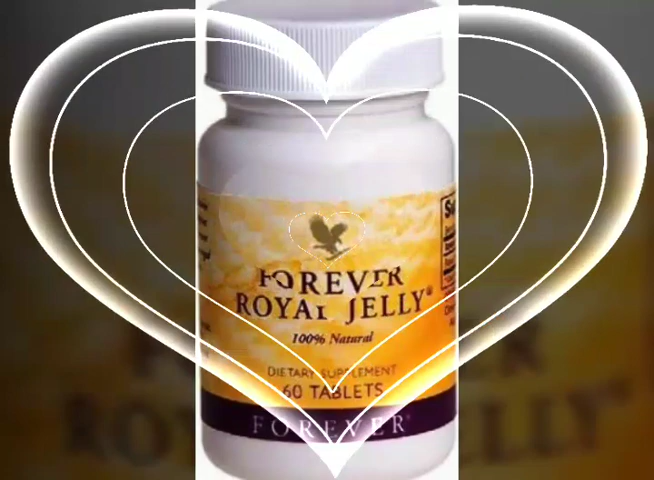 FOREVER
ROYAL JELLY®
100% Natural
DIETARY SUPPLEMENT
60 TABLETS
FOREVER®